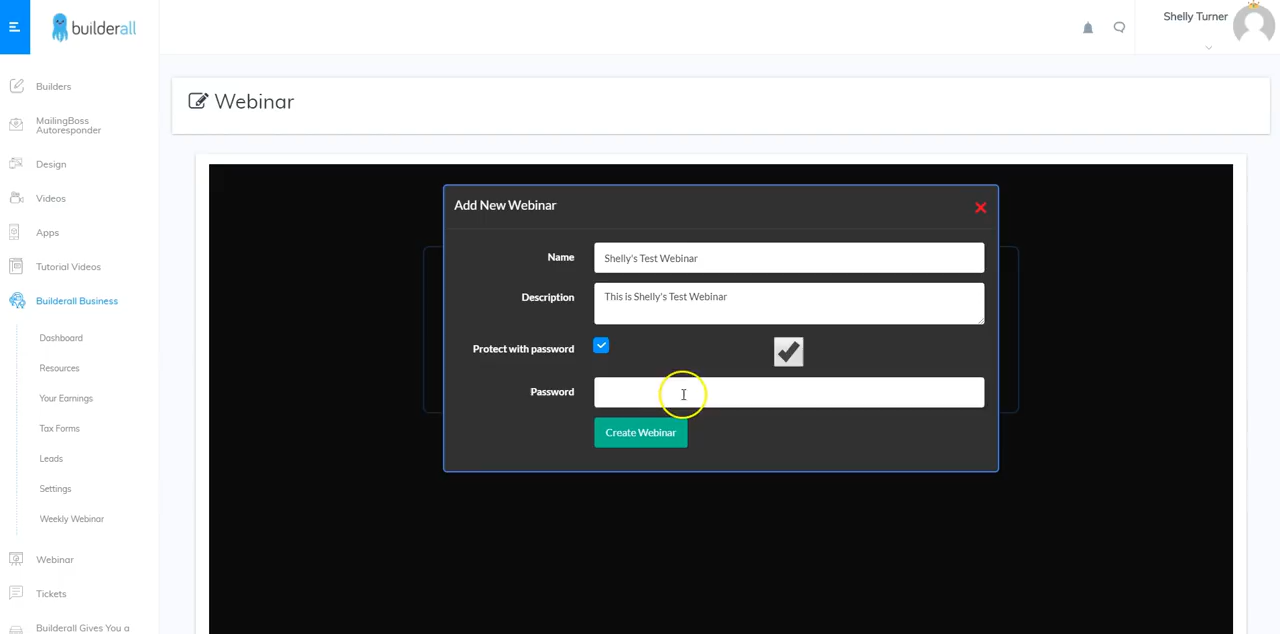 builderall
Shelly Turner
Builders
MailingBoss
Autoresponder
Design
Videos
Apps
Tutorial Videos
Builderall Business
Dashboard
Resources
Your Earnings
Tax Forms
Leads
Settings
Weekly Webinar
Webinar
Tickets
Builderall Gives You a
Webinar
Add New Webinar
Name
Shelly's Test Webinar
Description
This is Shelly's Test Webinar
Protect with password
Password
Create Webinar